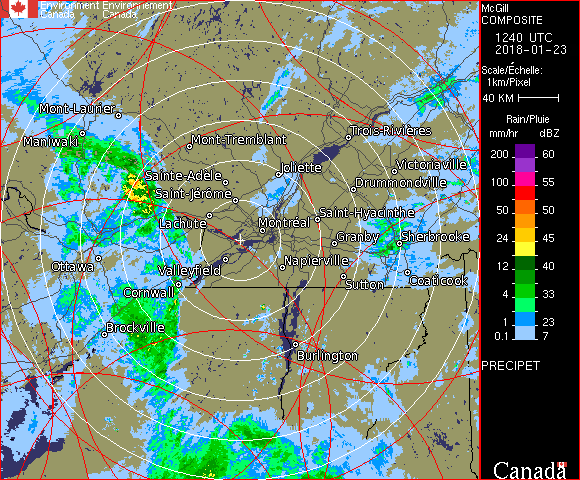 Environment Environnement
Canada Canada
McGill
COMPOSITE
1240 UTC
2018-01-23
Scale/Échelle:
1km/Pixel
40 KM
Rain/Pluie
mm/hr dBZ
200 60
150 57
100 55
50 50
24 45
12 40
4 33
1 23
0.1 7
PRECIPET
Canada
Mont-Laurier
Maniwaki
Mont-Tremblant
Trois-Rivières
Sainte-Adèle
Joliette
Victoriaville
Saint-Jérôme
Drummondville
Lachute
Saint-Hyacinthe
Montréal
Granby
Sherbrooke
Ottawa
Valleyfield
Napierville
Sutton
Coaticook
Cornwall
Brockville
Burlington